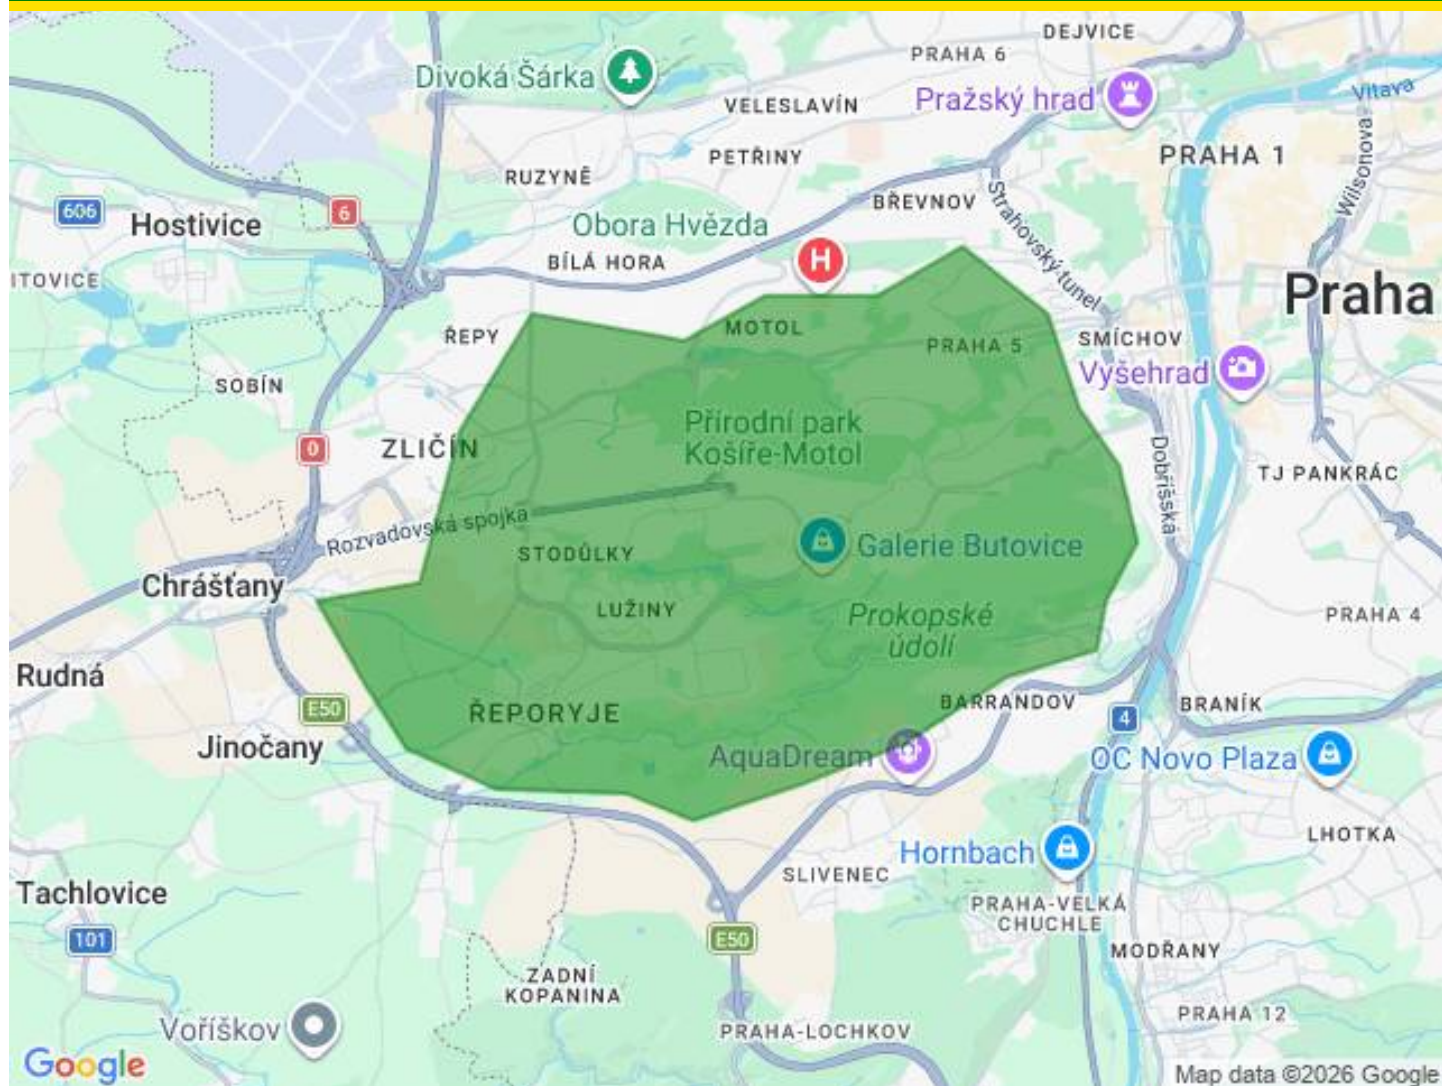 DEJVICE
PRAHA 6
Divoká Šárka
VELESLAVÍN
Pražský hrad
Vltava
PETŘINY
PRAHA 1
RUZYNĚ
Wilsonova
606
6
BŘEVNOV
Strahovský tunel
Hostivice
Obora Hvězda
BÍLÁ HORA
H
ITOVICE
Praha
ŘEPY
MOTOL
PRAHA 5
SMÍCHOV
Vyšehrad
SOBÍN
Přírodní park
Košíře-Motol
ZLIČÍN
0
Dobříšská
TJ PANKRÁC
Rozvadovská spojka
STODŮLKY
Galerie Butovice
Chrášťany
LUŽINY
Prokopské
údolí
PRAHA 4
Rudná
E50
ŘEPORYJE
BARRANDOV
4
BRANÍK
Jinočany
AquaDream
OC Novo Plaza
LHOTKA
Hornbach
SLIVENEC
Tachlovice
PRAHA-VELKÁ
CHUCHLE
101
E50
MODŘANY
ZADNÍ
KOPANINA
PRAHA 12
Voříškov
PRAHA-LOCHKOV
Google
Map data ©2026 Google